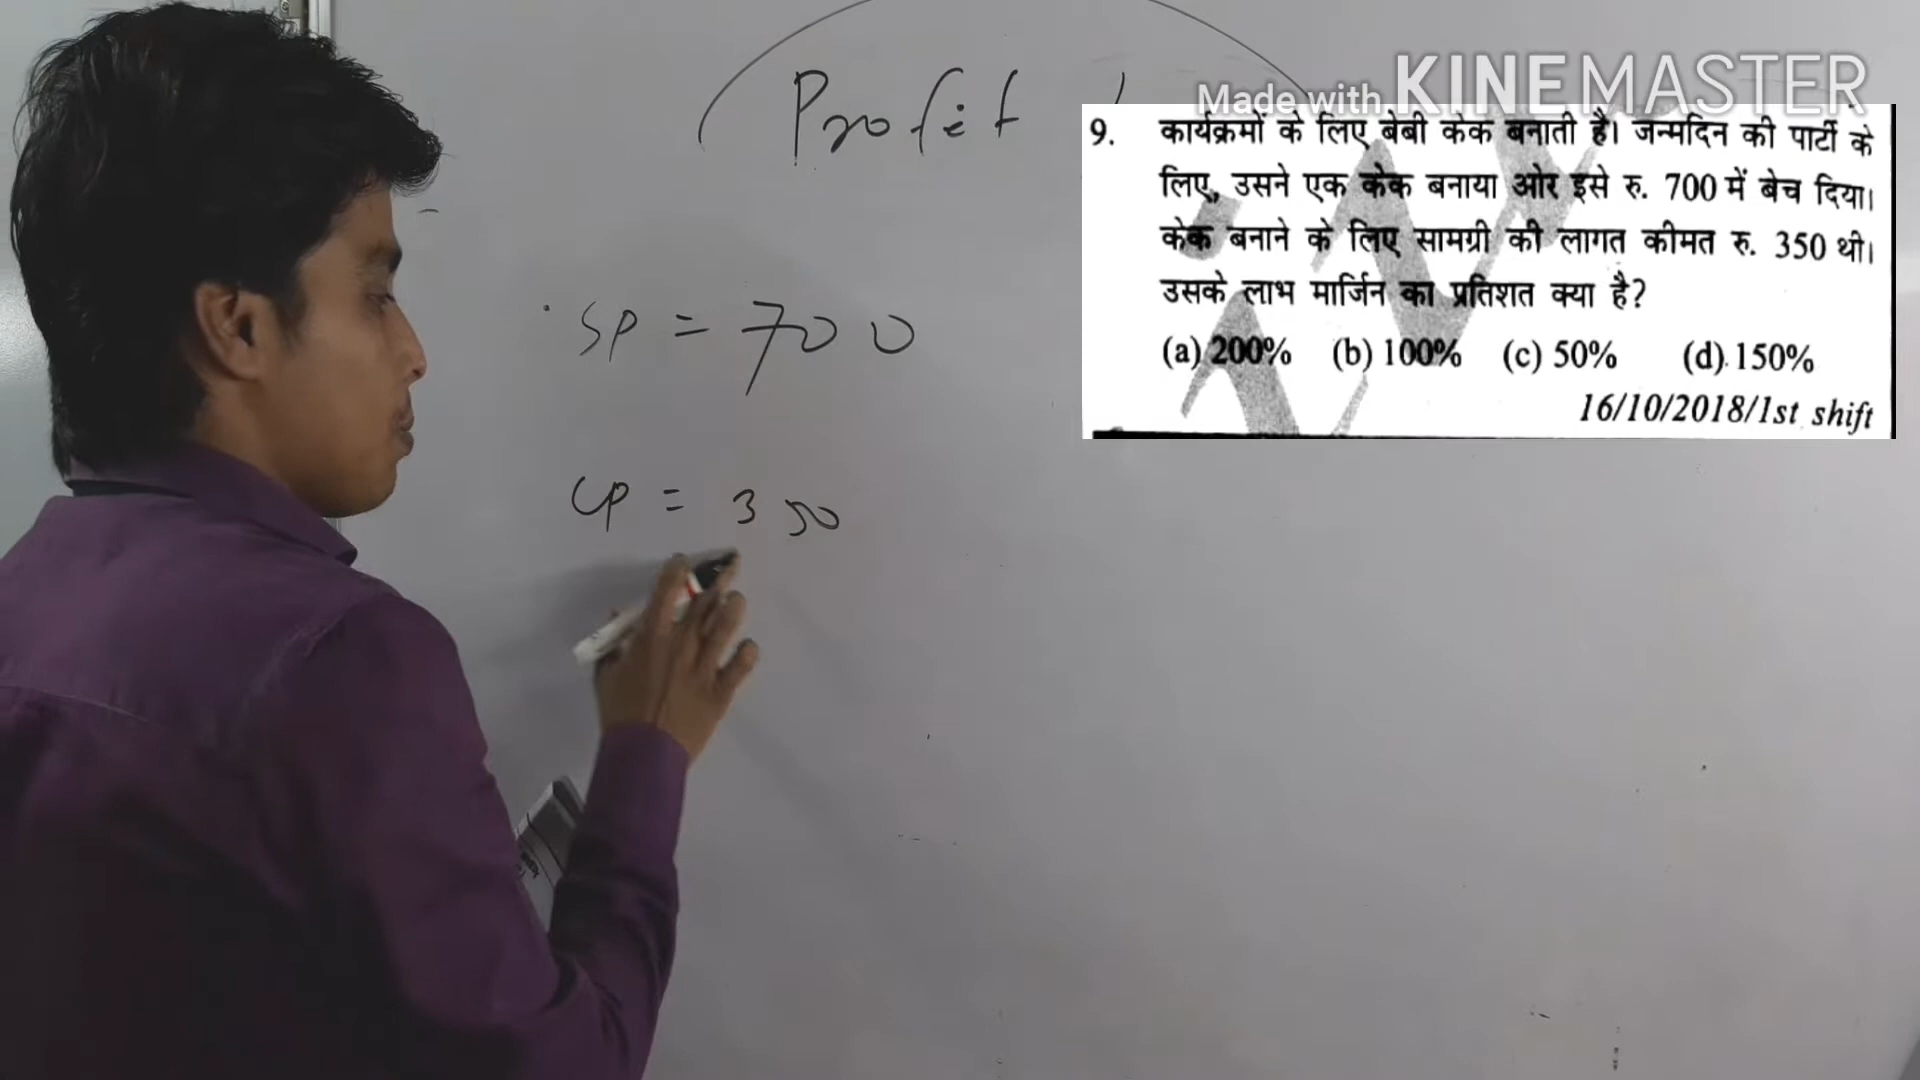 Profit
Made with KINEMASTER
9. कार्यक्रमों के लिए बेबी केक बनाती है। जन्मदिन की पार्टी के
लिए, उसने एक केक बनाया ओर इसे रु. 700 में बेच दिया।
केक बनाने के लिए सामग्री की लागत कीमत रु. 350 थी।
उसके लाभ मार्जिन का प्रतिशत क्या है?
(a) 200% (b) 100% (c) 50% (d) 150%
16/10/2018/1st shift
SP = 700
CP = 350